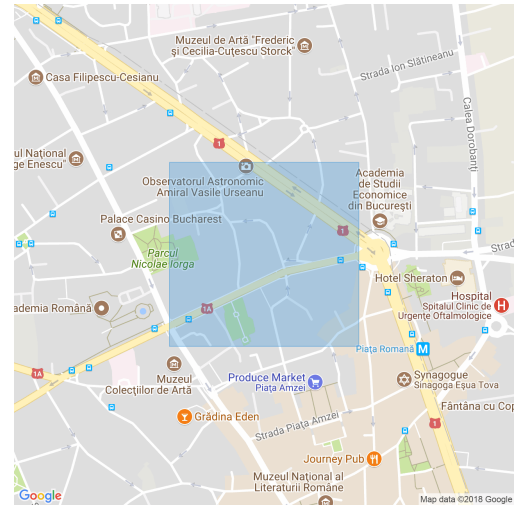 Muzeul de Artă "Frederic
și Cecilia-Cuțescu Storck"
Strada Ion Slătineanu
Casa Filipescu-Cesianu
Calea Dorobanți
1
ul Național
ge Enescu"
Observatorul Astronomic
Amiral Vasile Urseanu
Academia
de Studii
Economice
din București
Palace Casino Bucharest
1
Parcul
Nicolae Iorga
Strada
Hotel Sheraton
Hospital
Spitalul Clinic de
Urgențe Oftalmologice
H
ademia Română
1A
Piața Romană M
1A
Muzeul
Colecțiilor de Artă
Produce Market
Piața Amzei
Synagogue
Sinagoga Eșua Tova
Grădina Eden
Fântâna cu Cop
Strada Piața Amzei
1
Journey Pub
Muzeul Național al
Literaturii Române
Google
Map data ©2018 Google